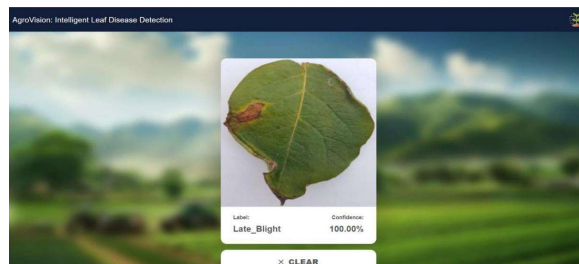 AgroVision: Intelligent Leaf Disease Detection
Label: Confidence:
Late_Blight 100.00%
× CLEAR